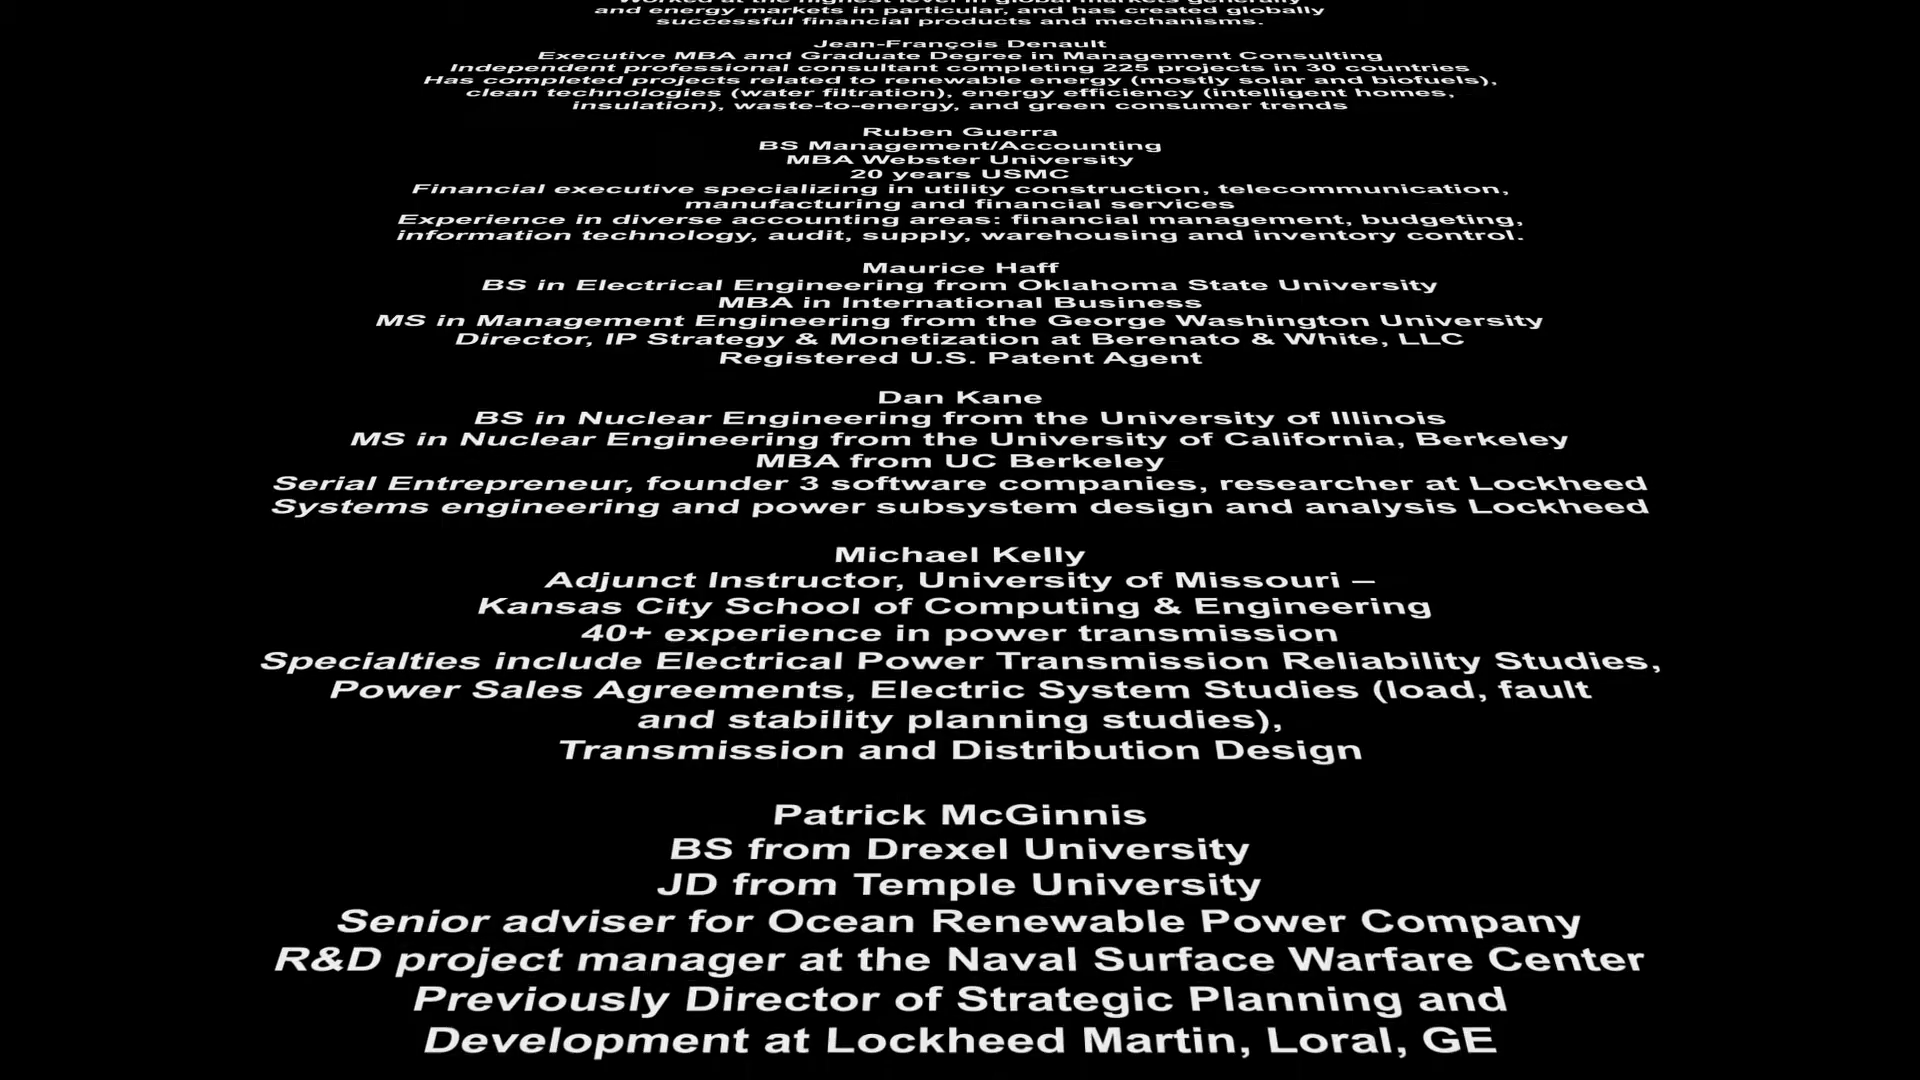 Worked at the highest level in global markets generally
and energy markets in particular, and has created globally
successful financial products and mechanisms.
Jean-François Denault
Executive MBA and Graduate Degree in Management Consulting
Independent professional consultant completing 225 projects in 30 countries
Has completed projects related to renewable energy (mostly solar and biofuels),
clean technologies (water filtration), energy efficiency (intelligent homes,
insulation), waste-to-energy, and green consumer trends
Ruben Guerra
BS Management/Accounting
MBA Webster University
20 years USMC
Financial executive specializing in utility construction, telecommunication,
manufacturing and financial services
Experience in diverse accounting areas: financial management, budgeting,
information technology, audit, supply, warehousing and inventory control.
Maurice Haff
BS in Electrical Engineering from Oklahoma State University
MBA in International Business
MS in Management Engineering from the George Washington University
Director, IP Strategy & Monetization at Berenato & White, LLC
Registered U.S. Patent Agent
Dan Kane
BS in Nuclear Engineering from the University of Illinois
MS in Nuclear Engineering from the University of California, Berkeley
MBA from UC Berkeley
Serial Entrepreneur, founder 3 software companies, researcher at Lockheed
Systems engineering and power subsystem design and analysis Lockheed
Michael Kelly
Adjunct Instructor, University of Missouri –
Kansas City School of Computing & Engineering
40+ experience in power transmission
Specialties include Electrical Power Transmission Reliability Studies,
Power Sales Agreements, Electric System Studies (load, fault
and stability planning studies),
Transmission and Distribution Design
Patrick McGinnis
BS from Drexel University
JD from Temple University
Senior adviser for Ocean Renewable Power Company
R&D project manager at the Naval Surface Warfare Center
Previously Director of Strategic Planning and
Development at Lockheed Martin, Loral, GE